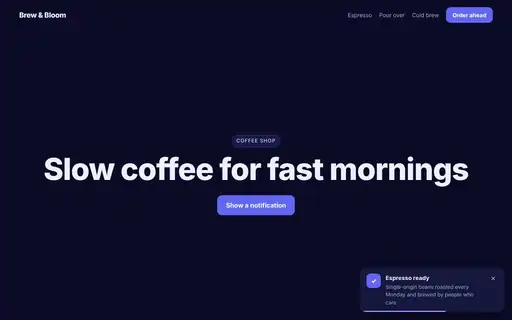 Brew & Bloom
Espresso Pour over Cold brew Order ahead
COFFEE SHOP
Slow coffee for fast mornings
Show a notification
Espresso ready
Single-origin beans roasted every
Monday and brewed by people who
care.